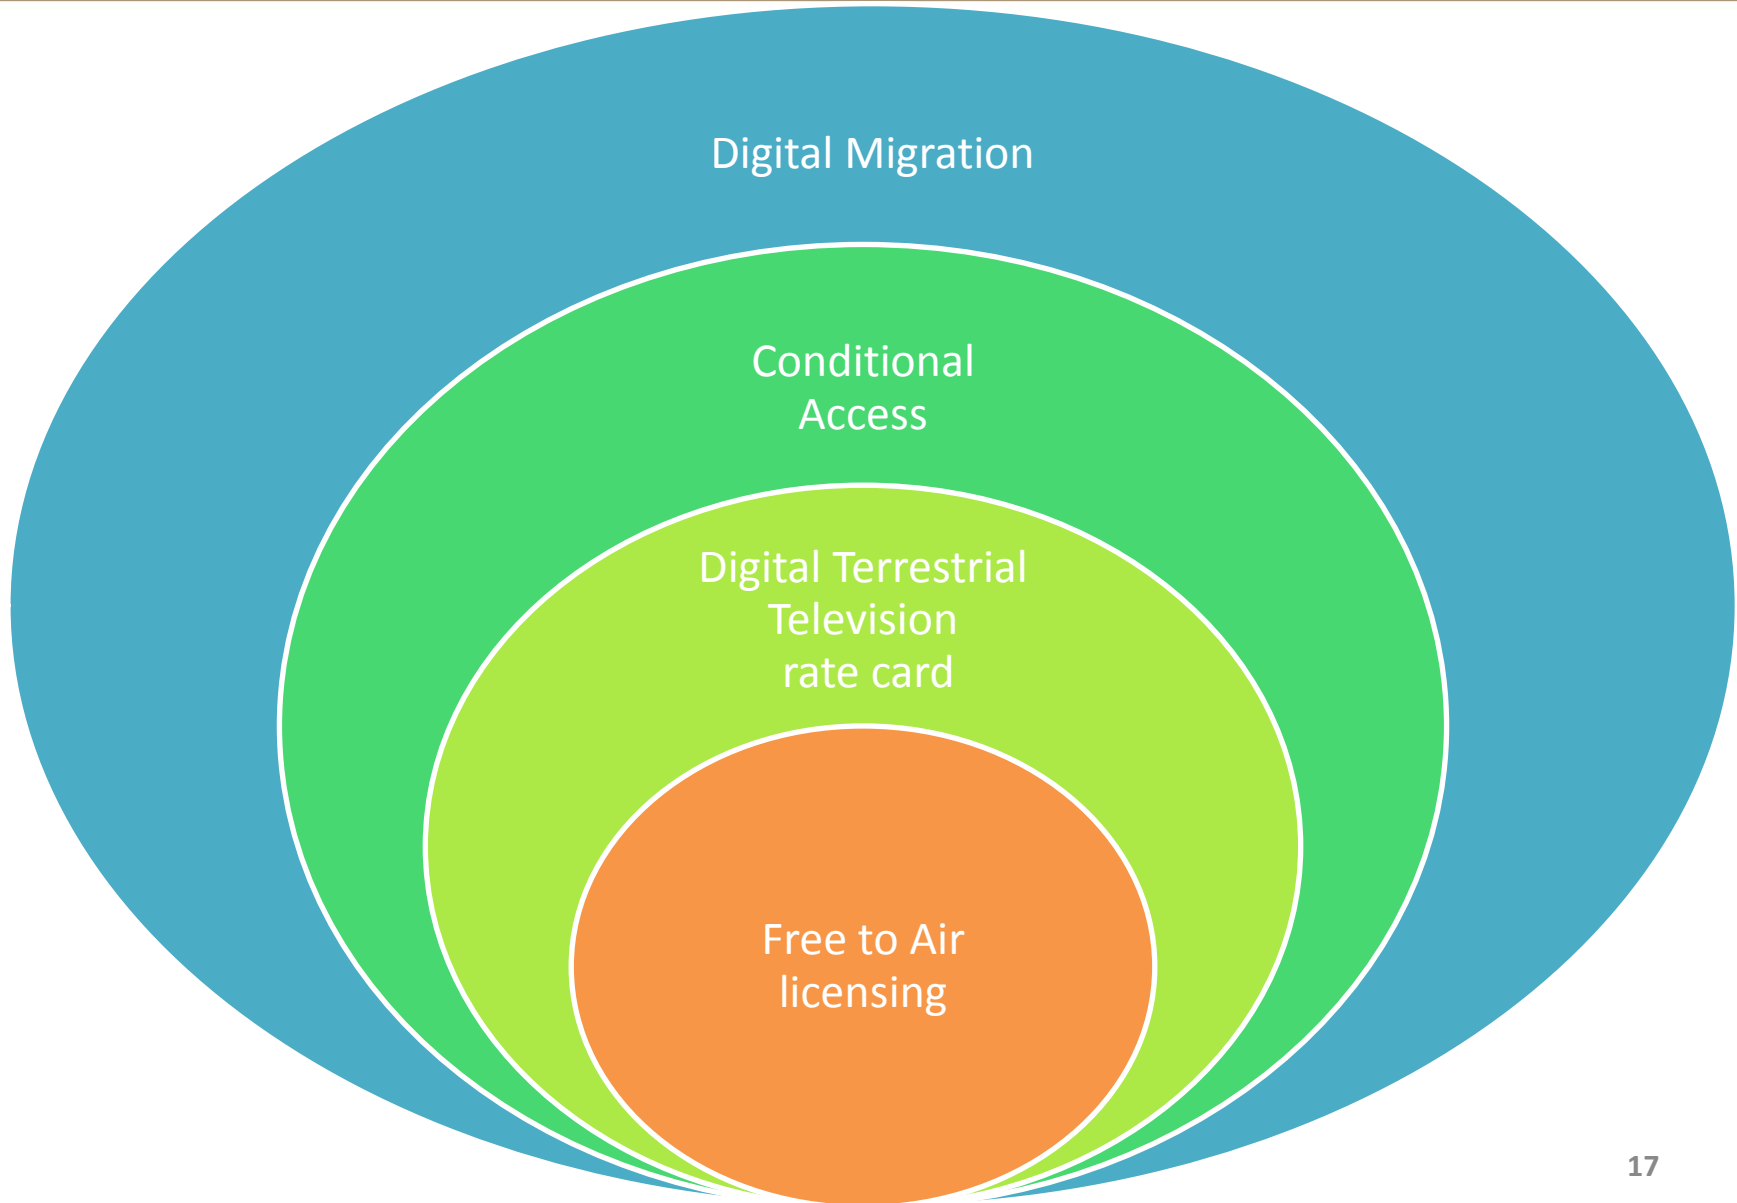 Digital Migration
Conditional
Access
Digital Terrestrial
Television
rate card
Free to Air
licensing
17